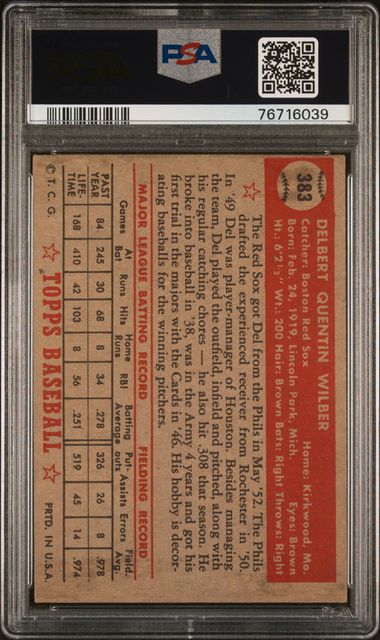 PSA
76716039
383
DELBERT QUENTIN WILBER
Catcher: Boston Red Sox Home: Kirkwood, Mo.
Born: Feb. 24, 1919, Lincoln Park, Mich. Eyes: Brown
Ht.: 6'2½" Wt.: 200 Hair: Brown Bats: Right Throws: Right
The Red Sox got Del from the Phils in May '52. The Phils
drafted the experienced receiver from Rochester in '50.
In '49 Del was player-manager of Houston. Besides managing
the team, Del played the outfield, infield and pitched, along with
his regular catching chores — he also hit .308 that season. He
broke into baseball in '38, was in the Army 4 years and got his
first trial in the majors with the Cards in '46. His hobby is decor-
ating baseballs for the winning pitchers.
MAJOR LEAGUE BATTING RECORD FIELDING RECORD
Games At Bat Runs Hits Home Runs RBI Batting Average Put-outs Assists Errors Field. Avg.
PAST YEAR 84 245 30 68 8 34 .278 326 26 8 .978
LIFE-TIME 168 410 42 103 8 56 .251 519 45 14 .974
© T. C. G. TOPPS BASEBALL PRTD. IN U.S.A.